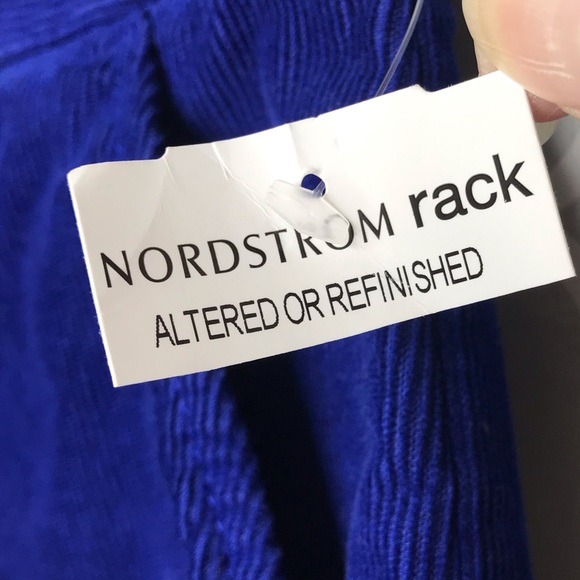 NORDSTROM rack
ALTERED OR REFINISHED